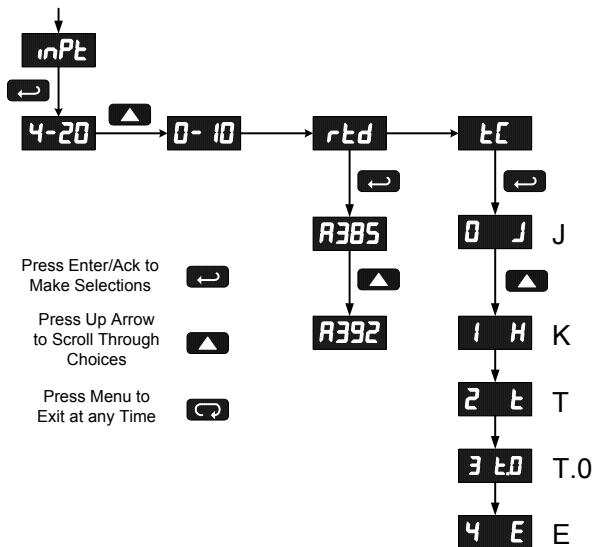 inPt
4-20
0-10
rtd
tC
A385
0 J
J
Press Enter/Ack to
Make Selections
A392
1 H
K
Press Up Arrow
to Scroll Through
Choices
2 t
T
Press Menu to
Exit at any Time
3 t.0
T.0
4 E
E